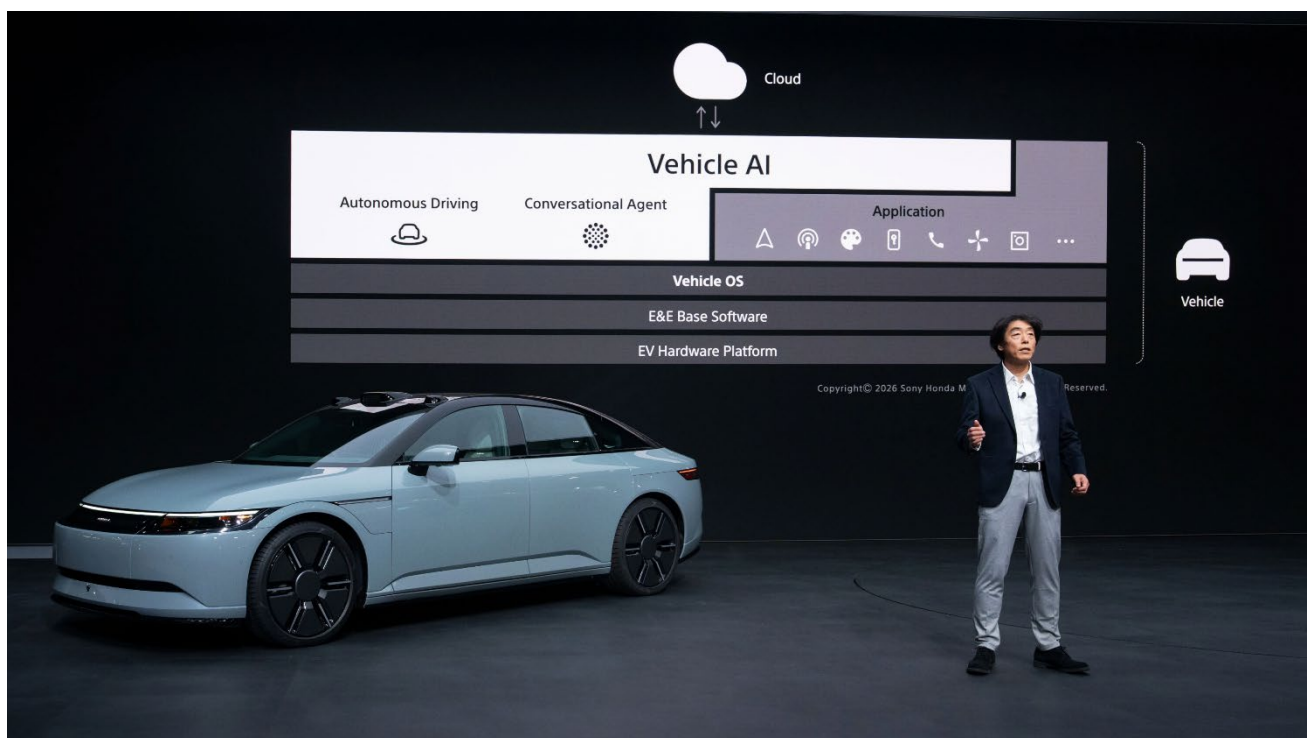 Cloud
Vehicle AI
Autonomous Driving
Conversational Agent
Application
Vehicle OS
E&E Base Software
EV Hardware Platform
Vehicle
Copyright© 2026 Sony Honda Reserved.